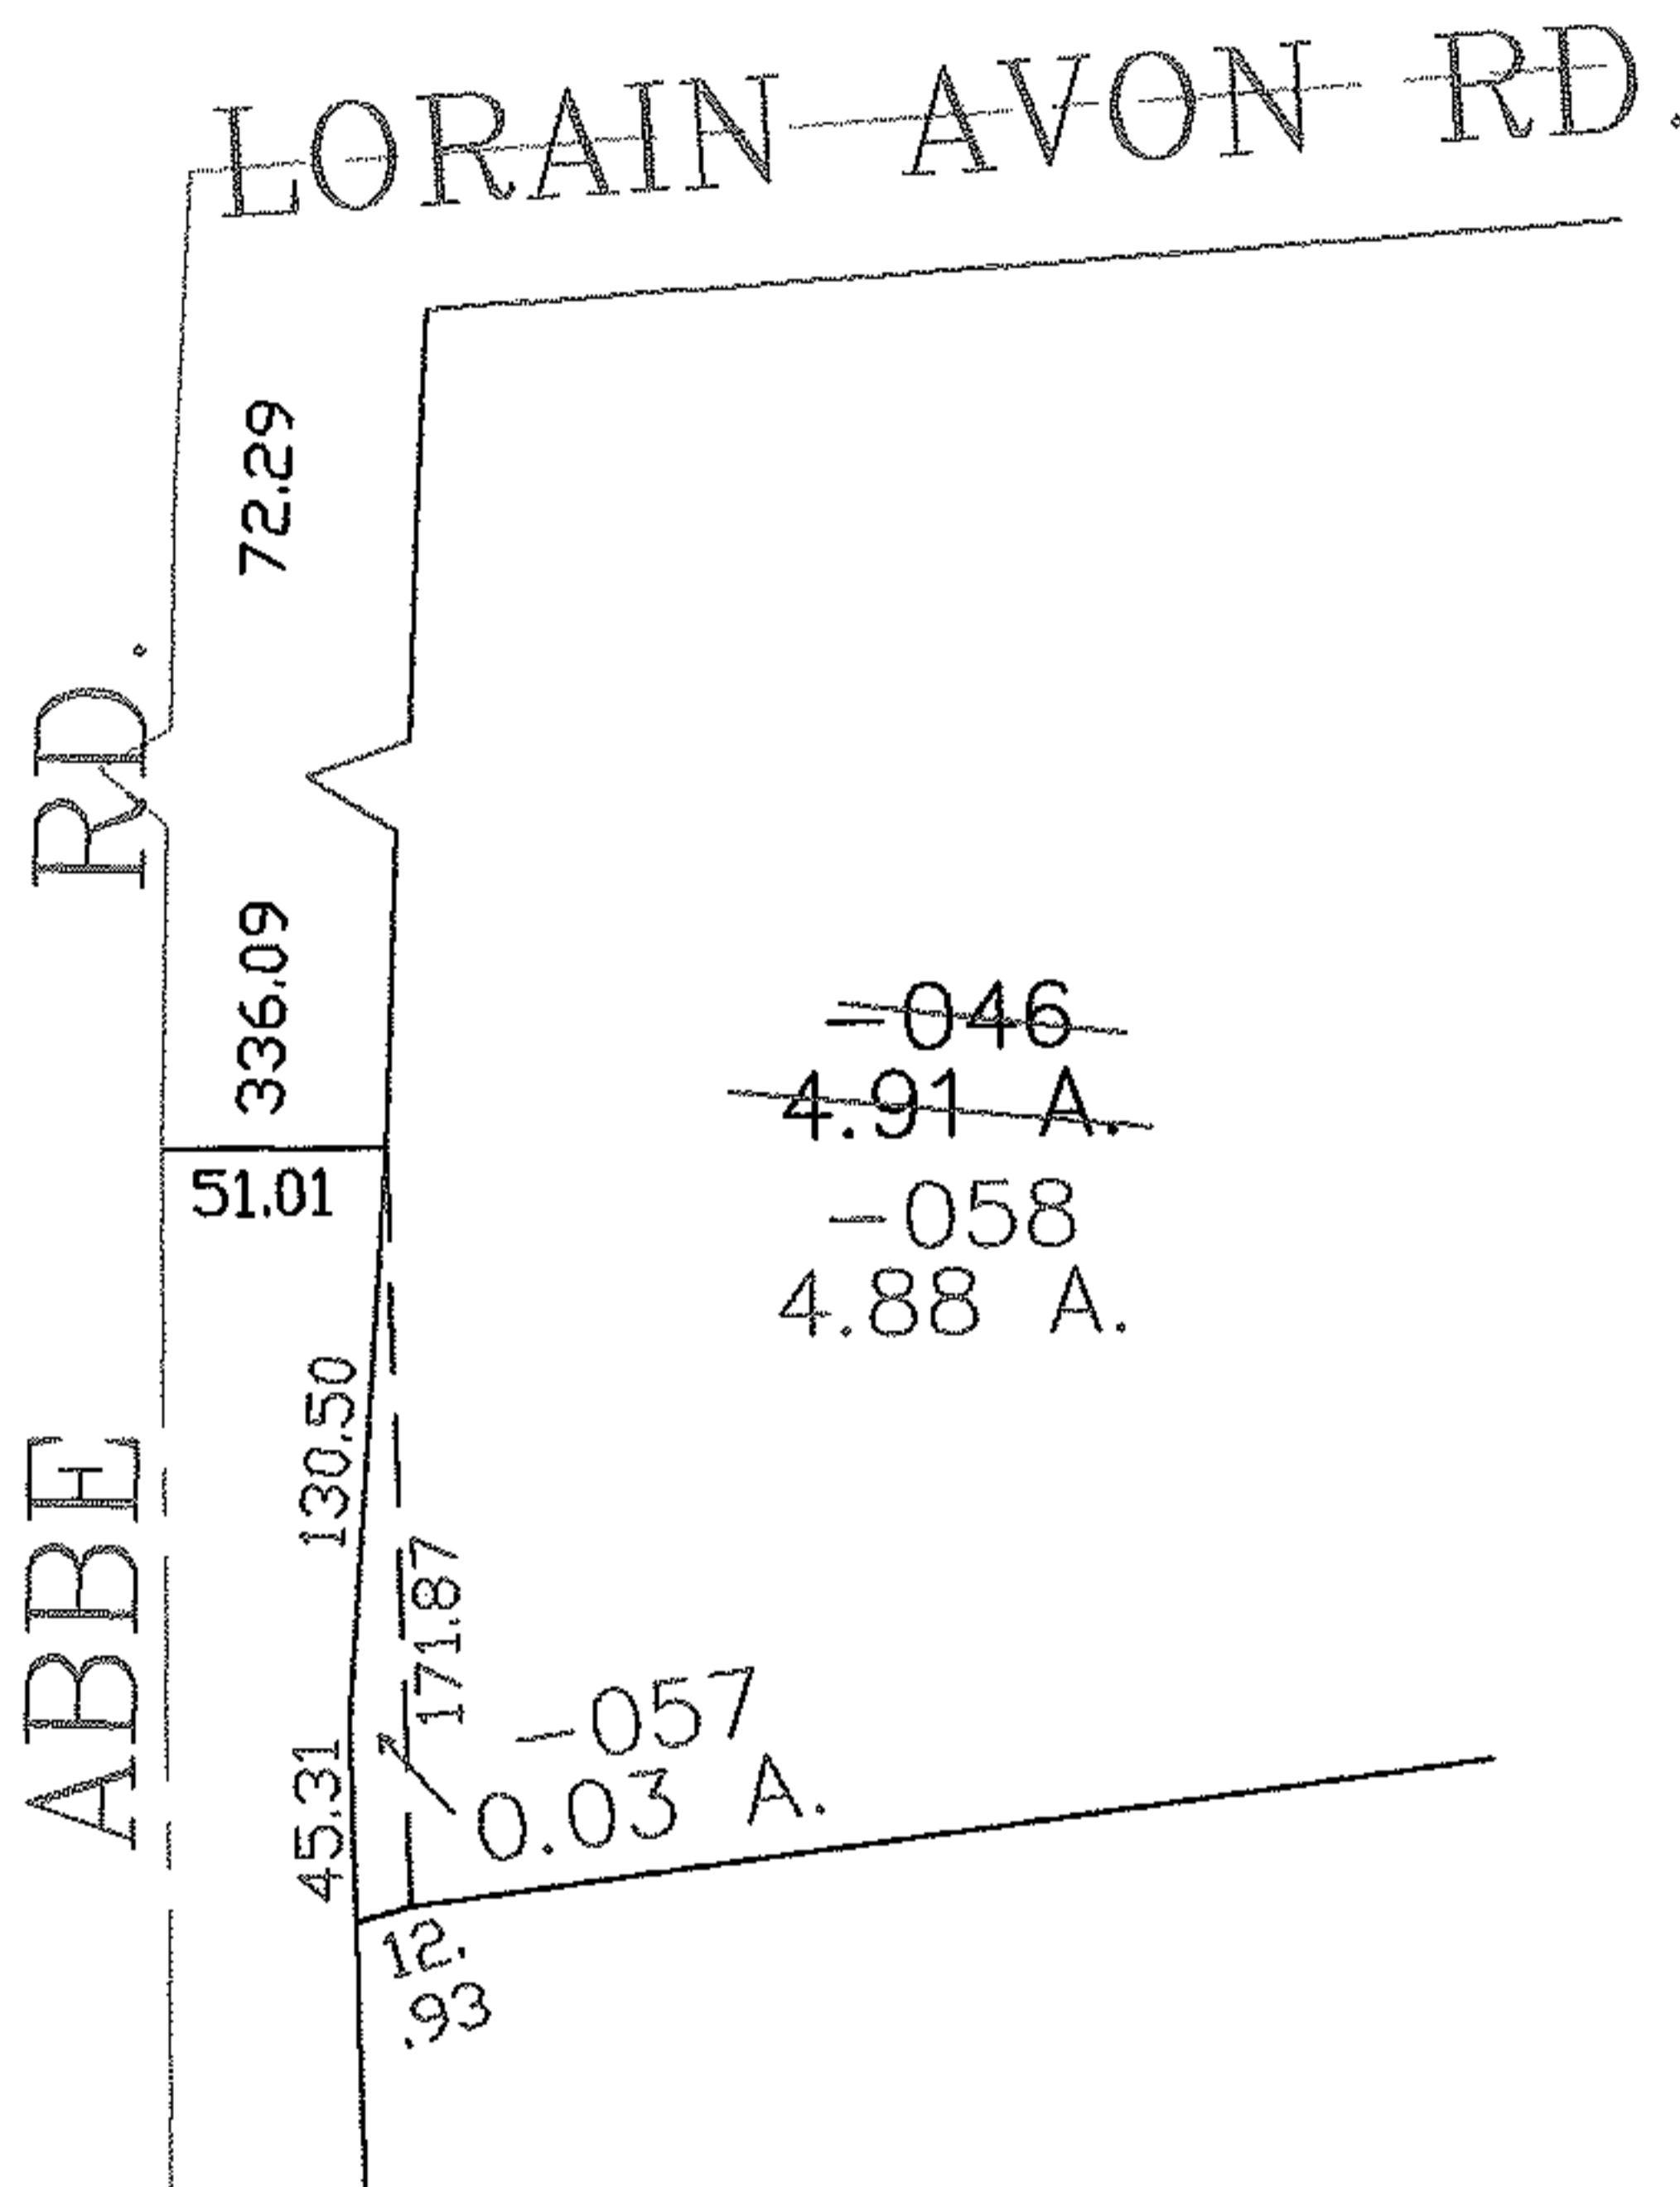 LORAIN AVON RD.
72.29
ABBE RD.
336.09
-046
4.91 A.
51.01
-058
4.88 A.
130.50
171.87
-057
0.03 A.
45.31
12.
.93